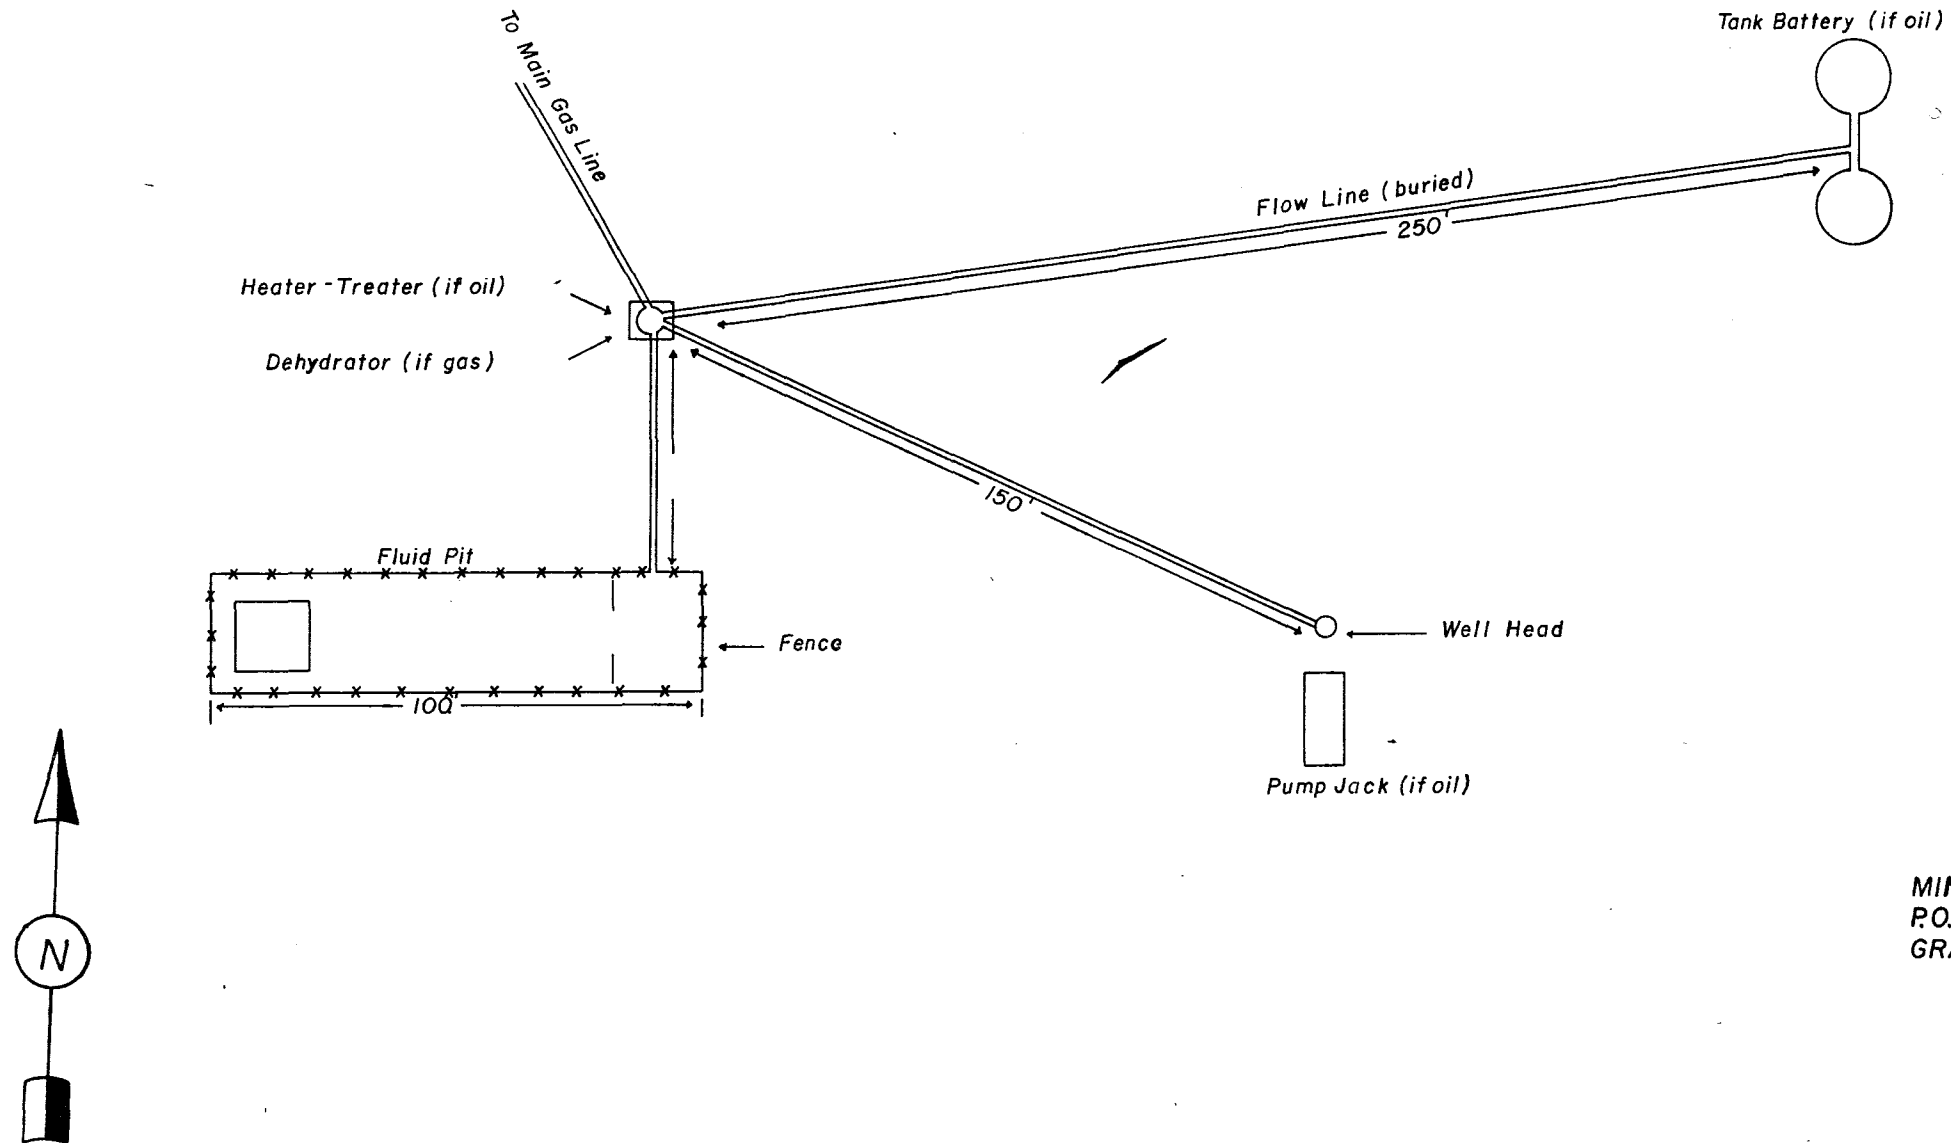 To Main Gas Line
Tank Battery (if oil)
Flow Line (buried)
250'
Heater-Treater (if oil)
Dehydrator (if gas)
150'
Fluid Pit
Fence
Well Head
100'
Pump Jack (if oil)
N
P.O.